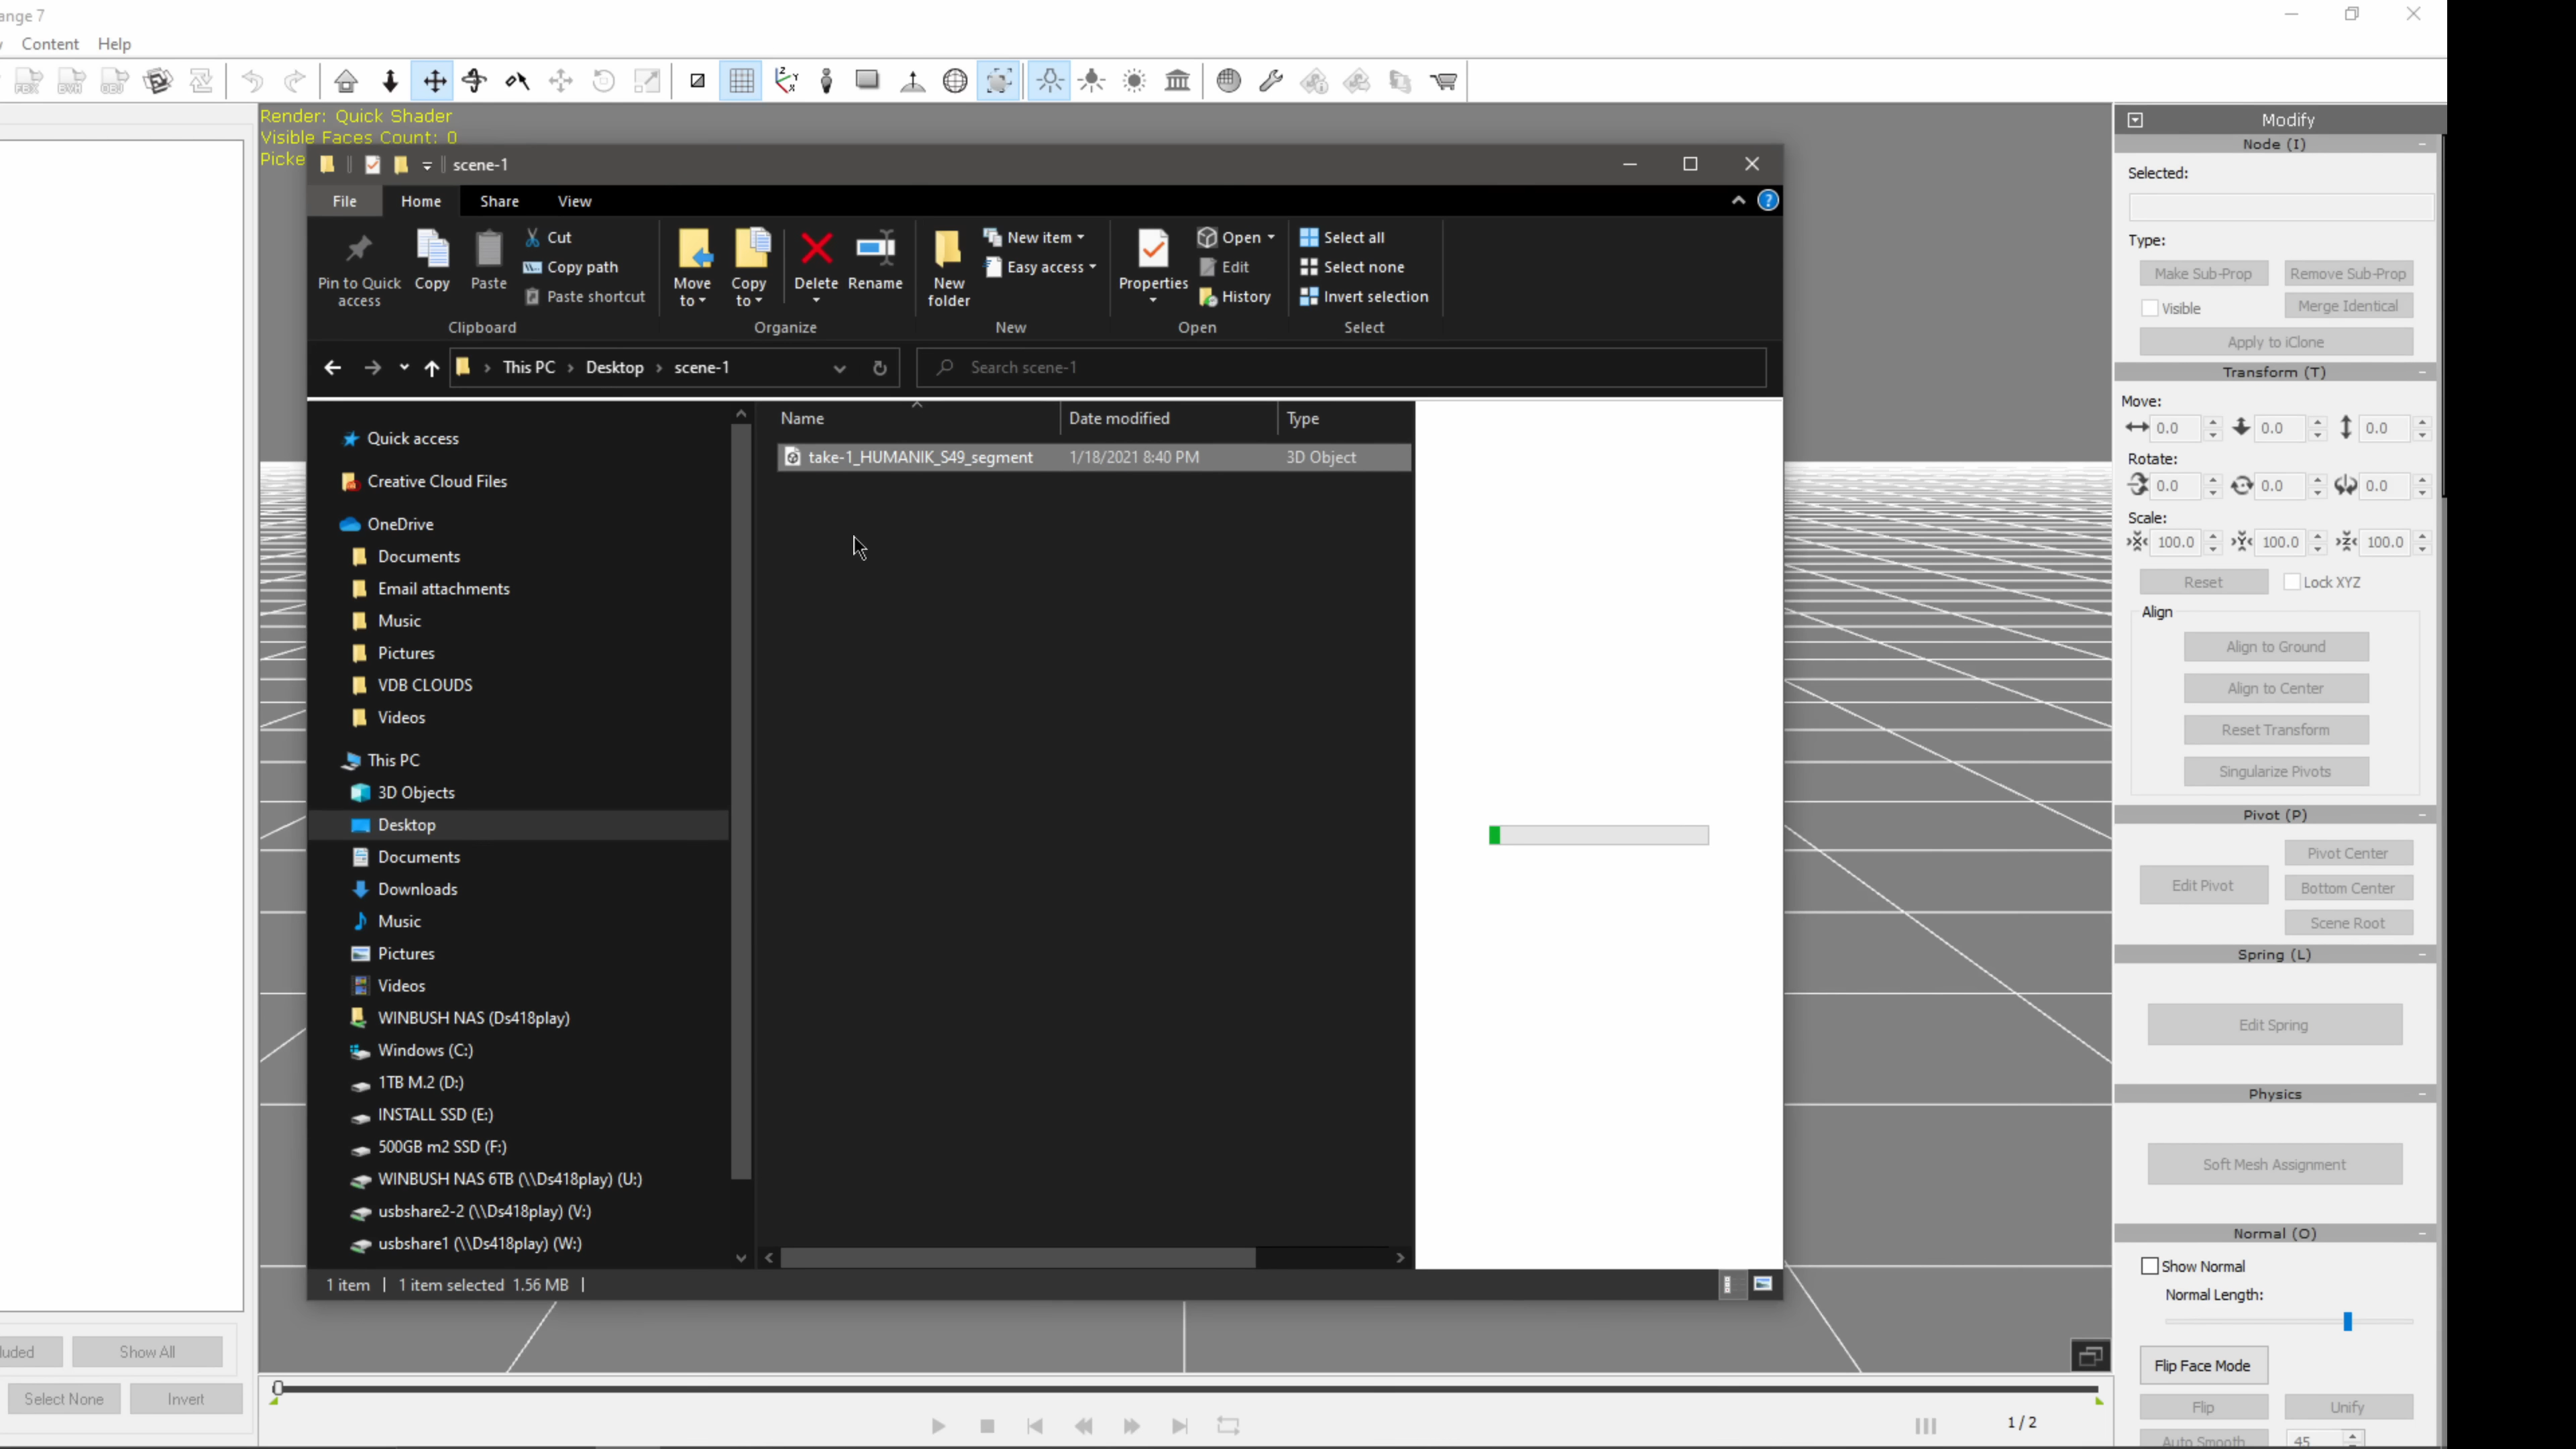 ange 7
Content Help
FBX BVH OBJ
Render: Quick Shader
Visible Faces Count: 0
Picke
scene-1
File Home Share View
Pin to Quick access
Copy
Paste
Cut
Copy path
Paste shortcut
Clipboard
Move to
Copy to
Delete
Rename
Organize
New folder
New item
Easy access
New
Properties
Open
Edit
History
Open
Select all
Select none
Invert selection
Select
This PC > Desktop > scene-1
Search scene-1
Name Date modified Type
take-1_HUMANIK_S49_segment 1/18/2021 8:40 PM 3D Object
Quick access
Creative Cloud Files
OneDrive
Documents
Email attachments
Music
Pictures
VDB CLOUDS
Videos
This PC
3D Objects
Desktop
Documents
Downloads
Music
Pictures
Videos
WINBUSH NAS (Ds418play)
Windows (C:)
1TB M.2 (D:)
INSTALL SSD (E:)
500GB m2 SSD (F:)
WINBUSH NAS 6TB (\\Ds418play) (U:)
usbshare2-2 (\\Ds418play) (V:)
usbshare1 (\\Ds418play) (W:)
1 item 1 item selected 1.56 MB
Modify
Node (I)
Selected:
Type:
Make Sub-Prop Remove Sub-Prop
Visible Merge Identical
Apply to iClone
Transform (T)
Move:
0.0 0.0 0.0
Rotate:
0.0 0.0 0.0
Scale:
100.0 100.0 100.0
Reset Lock XYZ
Align
Align to Ground
Align to Center
Reset Transform
Singularize Pivots
Pivot (P)
Edit Pivot
Pivot Center
Bottom Center
Scene Root
Spring (L)
Edit Spring
Physics
Soft Mesh Assignment
Normal (O)
Show Normal
Normal Length:
Flip Face Mode
Flip Unify
Auto Smooth 45
luded Show All
Select None Invert
1 / 2